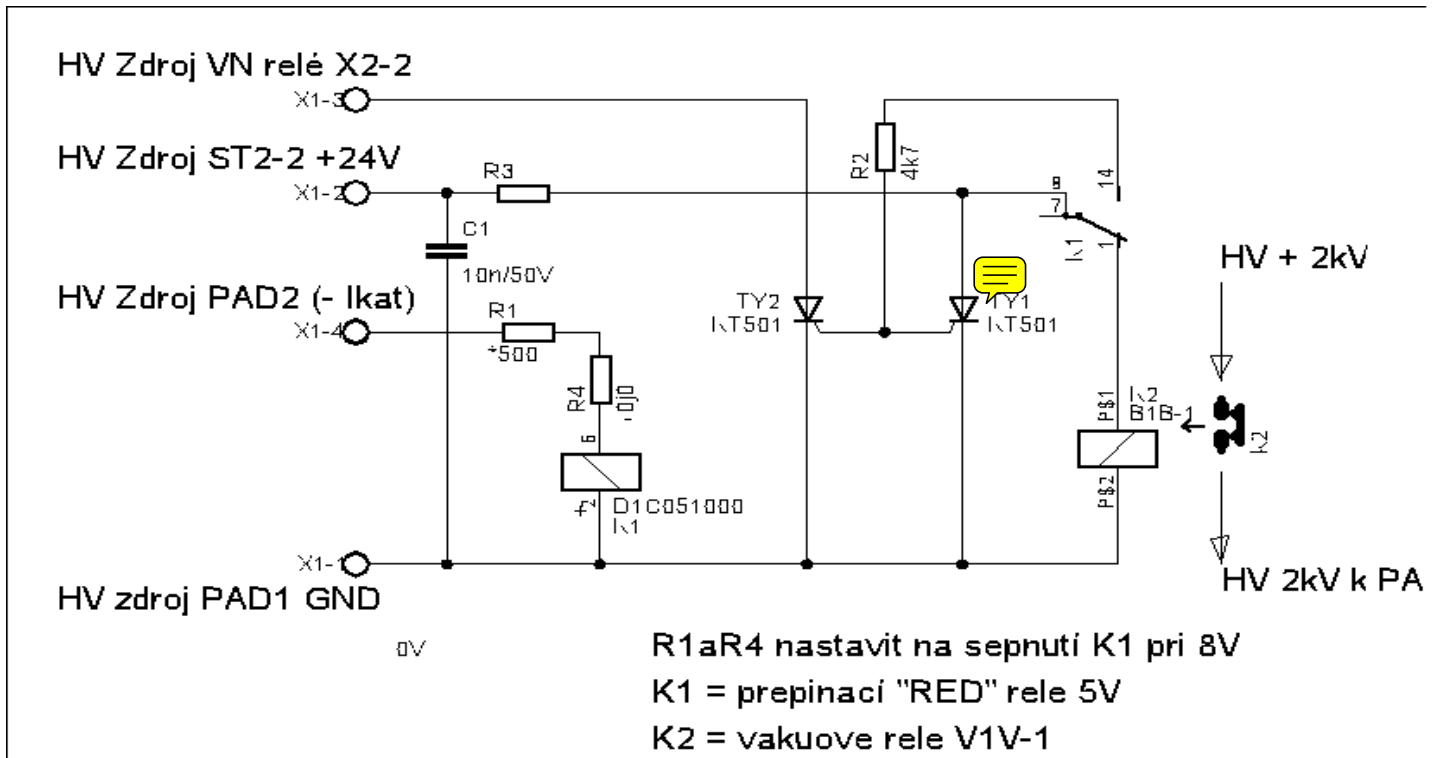 HV Zdroj VN relé X2-2
X1-3
HV Zdroj ST2-2 +24V
X1-2
R3
C1
10n/50V
R2
4k7
8
7
14
1
K1
HV Zdroj PAD2 (- Ikat)
X1-4
R1
*500
R4
6
D1C051000
K1
TY2
KT501
TY1
KT501
HV + 2kV
P$1
K2
B1B-1
K2
P$2
X1-1
HV zdroj PAD1 GND
HV 2kV k PA
0V
R1aR4 nastavit na sepnutí K1 pri 8V
K1 = prepinací "RED" rele 5V
K2 = vakuove rele V1V-1